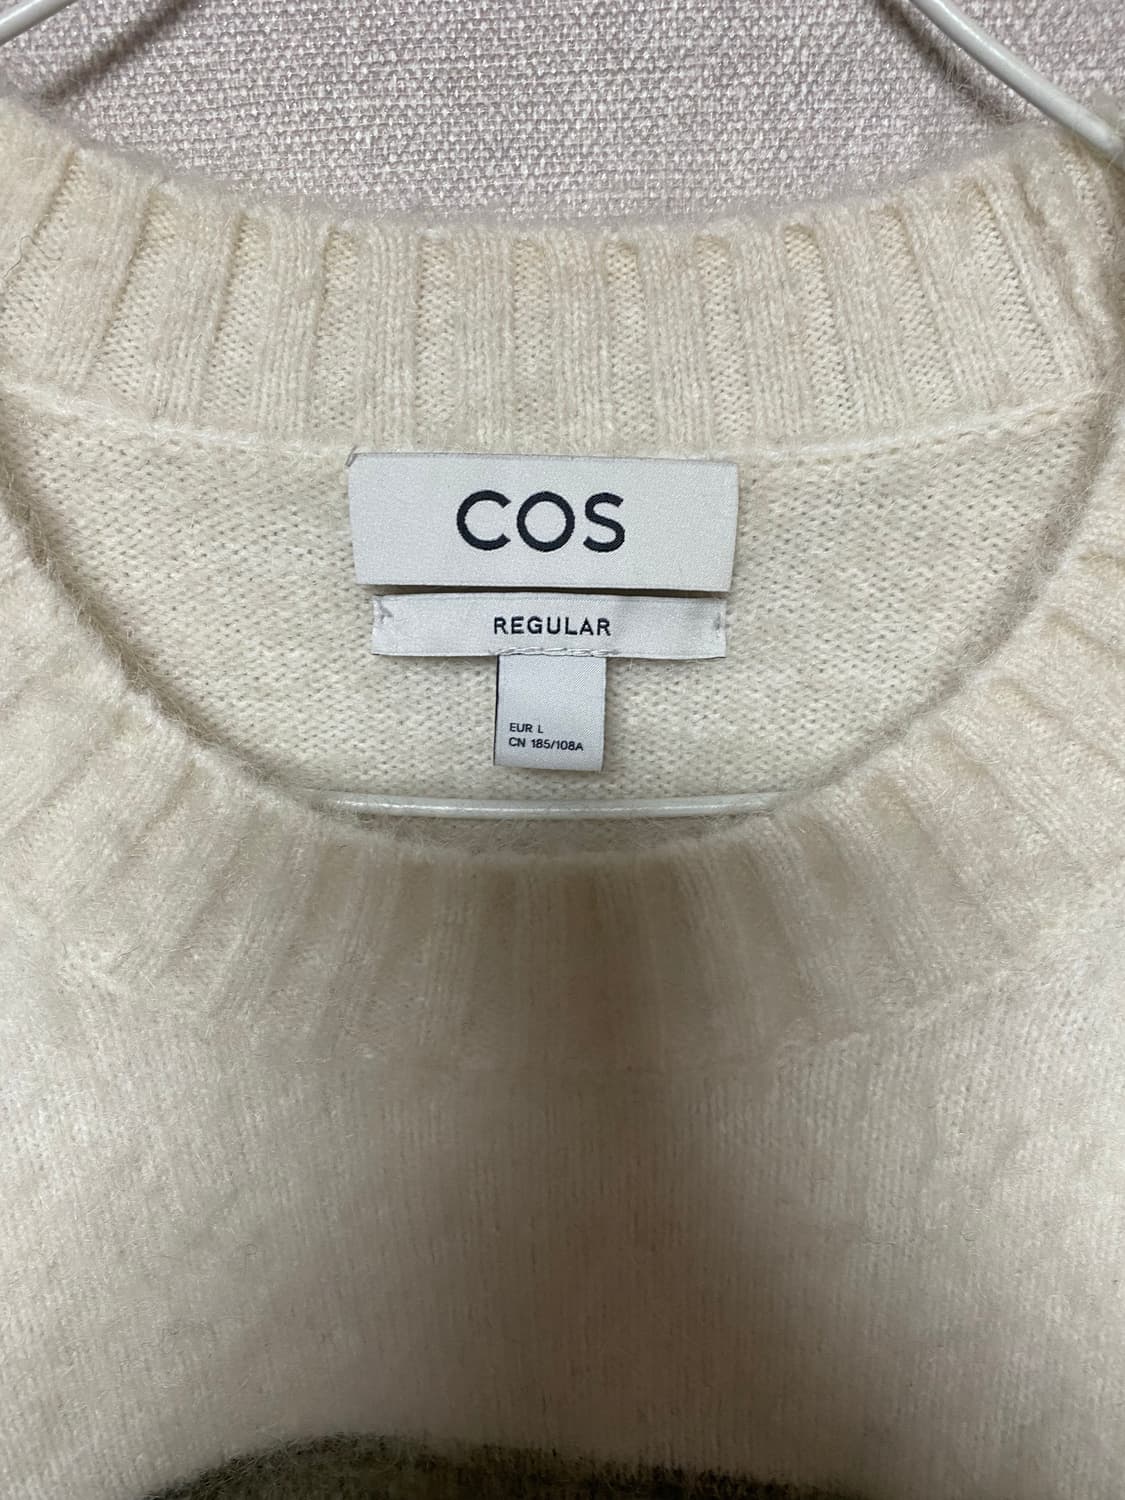 COS
REGULAR
EUR L
CN 185/108A